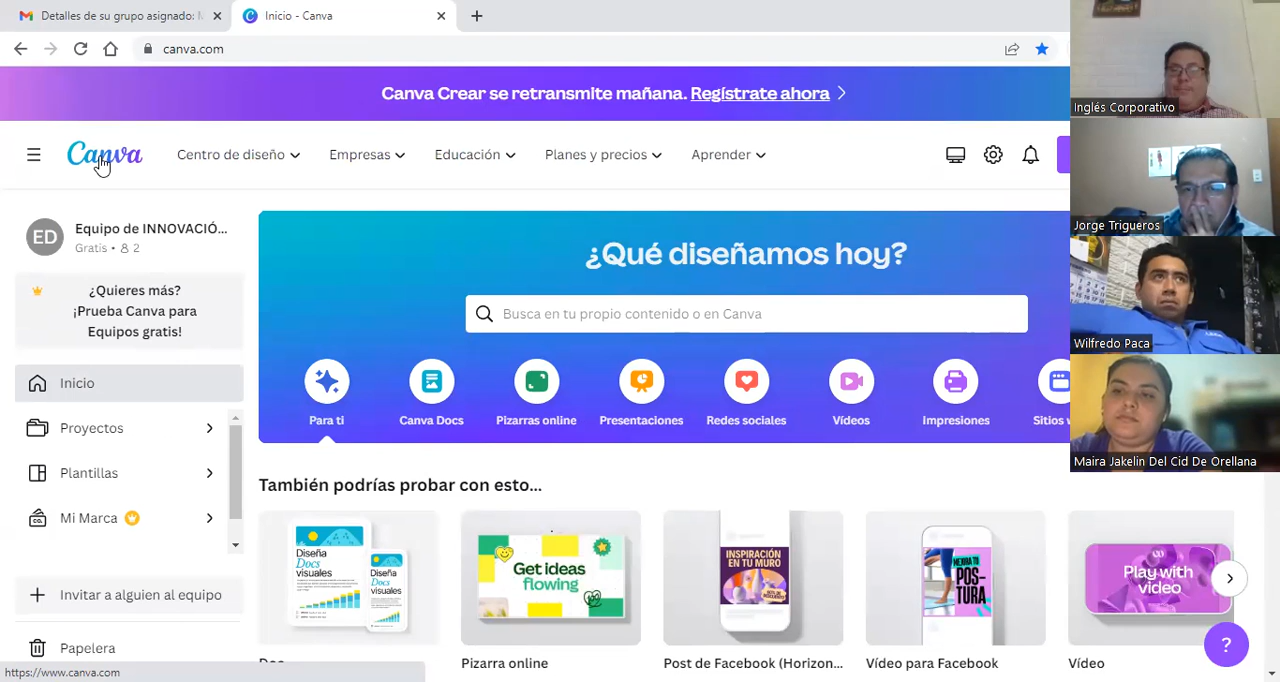 Detalles de su grupo asignado:
Inicio - Canva
canva.com
Canva Crear se retransmite mañana. Regístrate ahora
Canva
Centro de diseño
Empresas
Educación
Planes y precios
Aprender
ED
Equipo de INNOVACIÓ...
Gratis • 2
¿Quieres más?
¡Prueba Canva para
Equipos gratis!
Inicio
Proyectos
Plantillas
Mi Marca
Invitar a alguien al equipo
Papelera
https://www.canva.com
¿Qué diseñamos hoy?
Busca en tu propio contenido o en Canva
Para ti
Canva Docs
Pizarras online
Presentaciones
Redes sociales
Vídeos
Impresiones
Sitios
También podrías probar con esto...
Diseña
Docs
visuales
Diseña
Docs
visuales
Get ideas
flowing
INSPIRACIÓN
EN TU MURO
MEJORA TU
POS-
TURA
Play with
video
Pizarra online
Post de Facebook (Horizon...
Vídeo para Facebook
Vídeo
?
Inglés Corporativo
Jorge Trigueros
Wilfredo Paca
Maira Jakelin Del Cid De Orellana